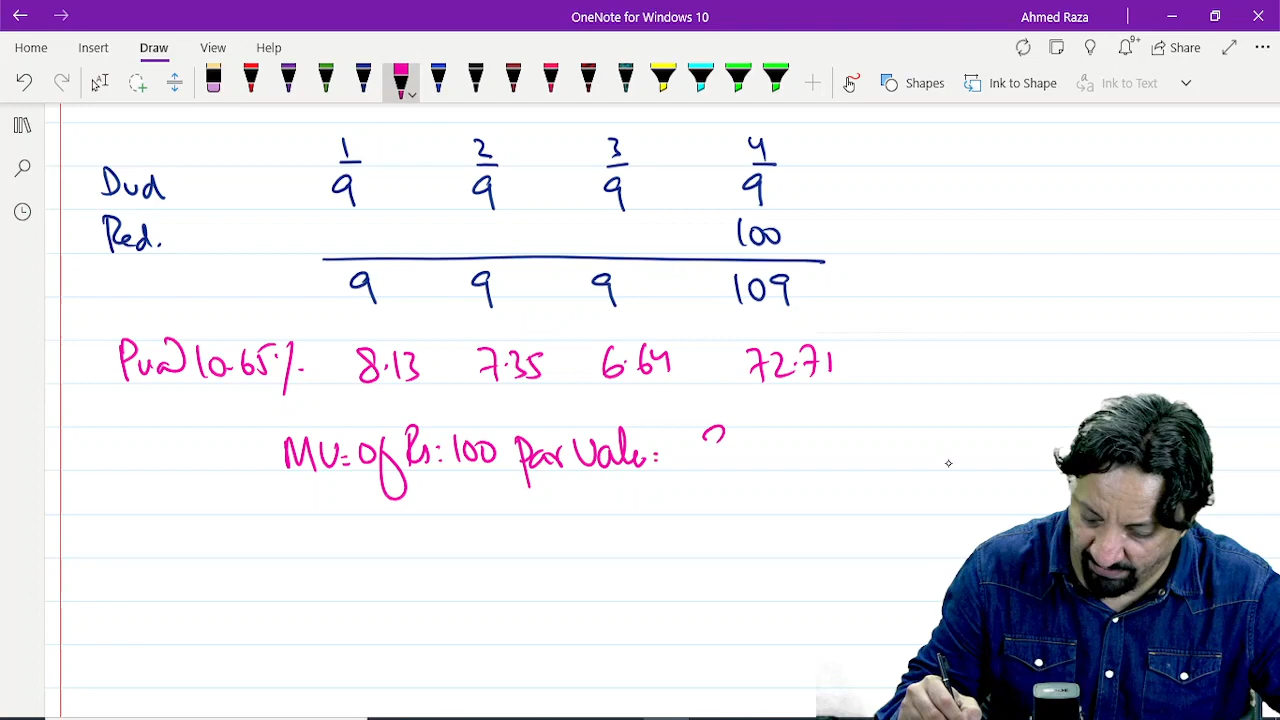 OneNote for Windows 10
Ahmed Raza
Home Insert Draw View Help
9+ Share
Shapes Ink to Shape Ink to Text
1 2 3 4
Dvd 9 9 9 9
Red. 100
9 9 9 109
Pv@10.65% 8.13 7.35 6.64 72.71
MV= of Rs: 100 par Value: